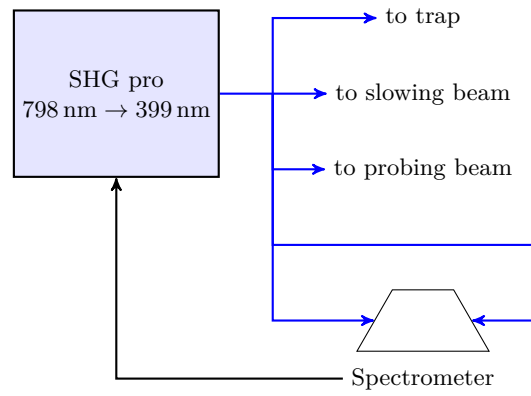 to trap
SHG pro
798 nm → 399 nm
to slowing beam
to probing beam
Spectrometer